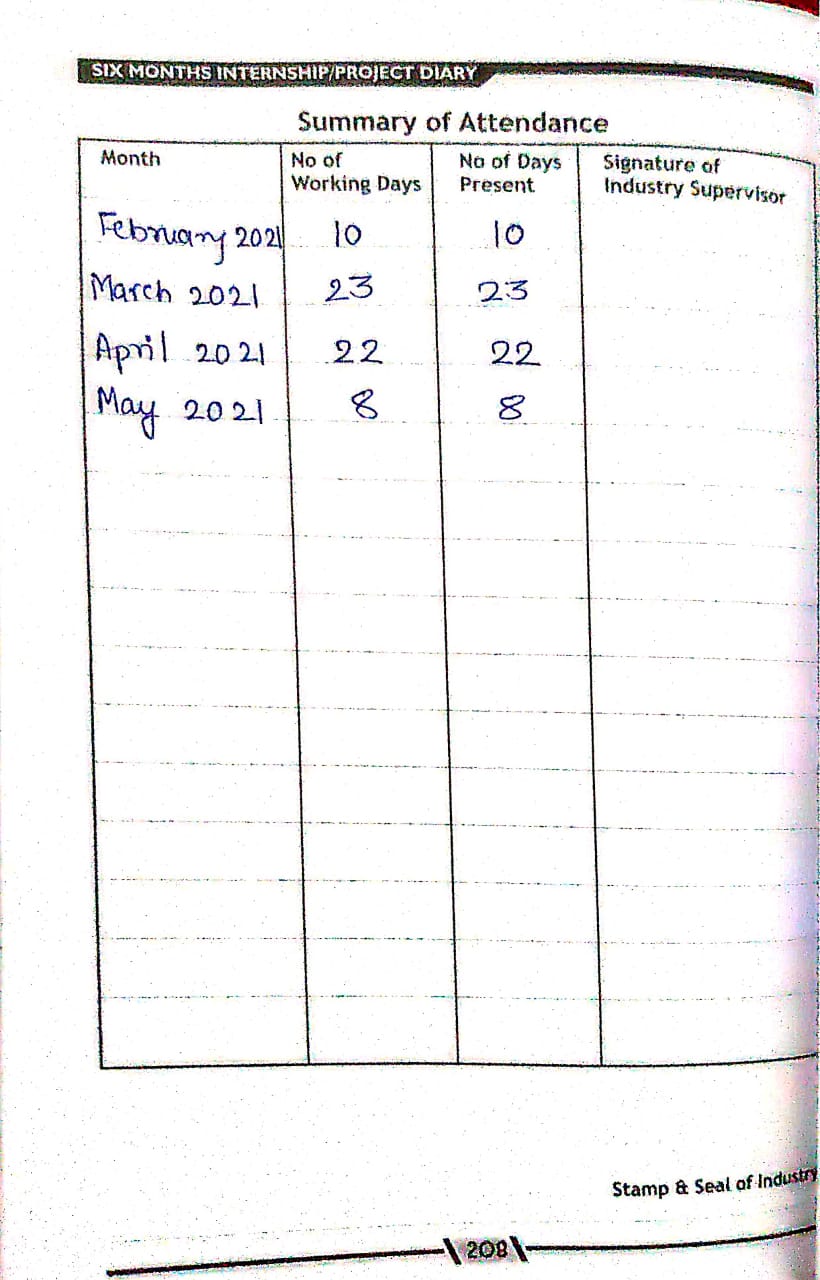 SIX MONTHS INTERNSHIP/PROJECT DIARY
Summary of Attendance
Month No of Working Days No of Days Present Signature of Industry Supervisor
February 2021 10 10
March 2021 23 23
April 2021 22 22
May 2021 8 8
Stamp & Seal of Industry
208